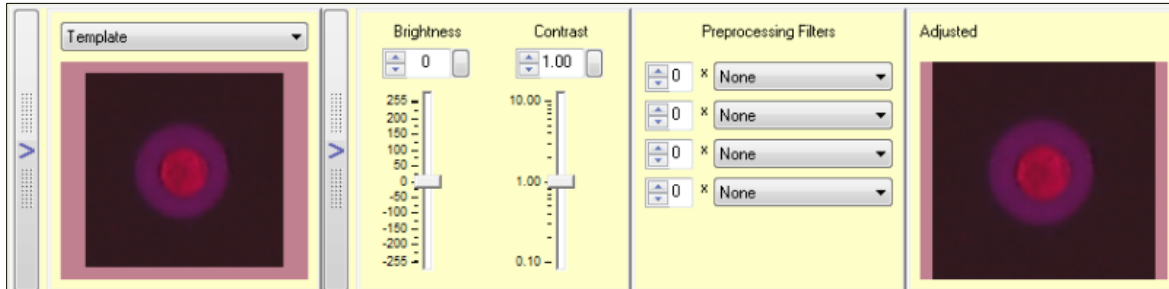 Template
>
>
Brightness
0
255
200
150
100
50
0
-50
-100
-150
-200
-255
Contrast
1.00
10.00
1.00
0.10
Preprocessing Filters
0 x None
0 x None
0 x None
0 x None
Adjusted